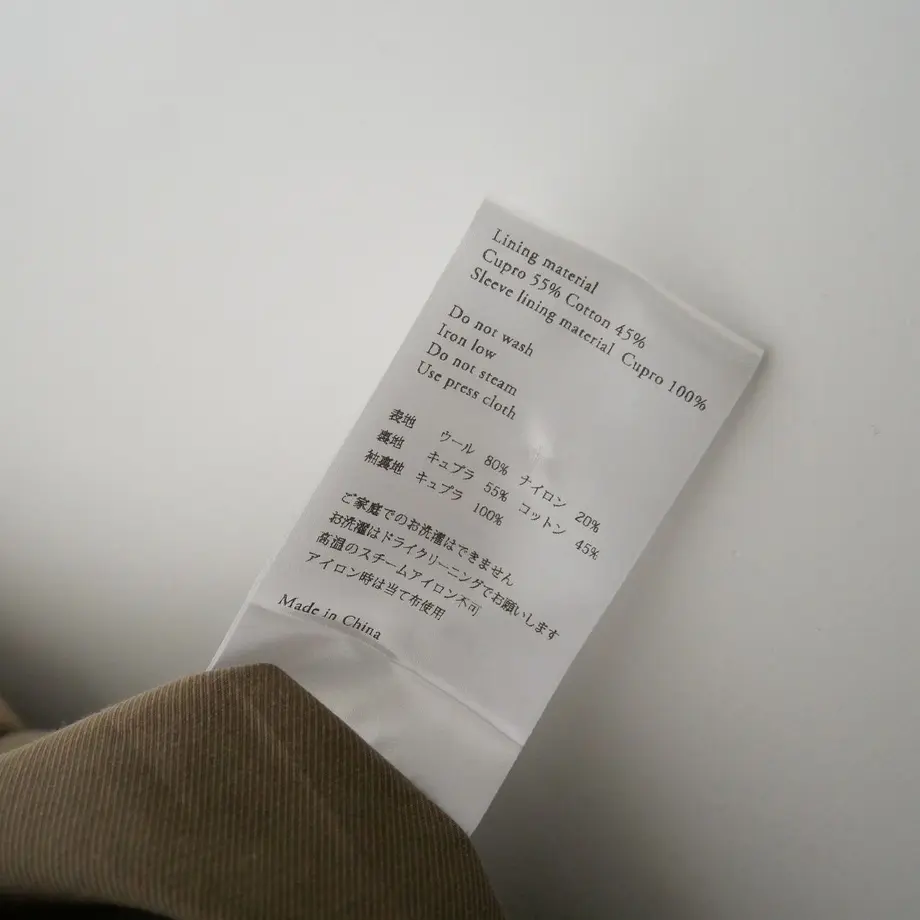 Lining material
Cupro 55% Cotton 45%
Sleeve lining material Cupro 100%
Do not wash
Iron low
Do not steam
Use press cloth
表地 ウール 80% ナイロン 20%
裏地 キュプラ 55% コットン 45%
袖裏地 キュプラ 100%
ご家庭でのお洗濯はできません
お洗濯はドライクリーニングでお願いします
高温のスチームアイロン不可
アイロン時は当て布使用
Made in China